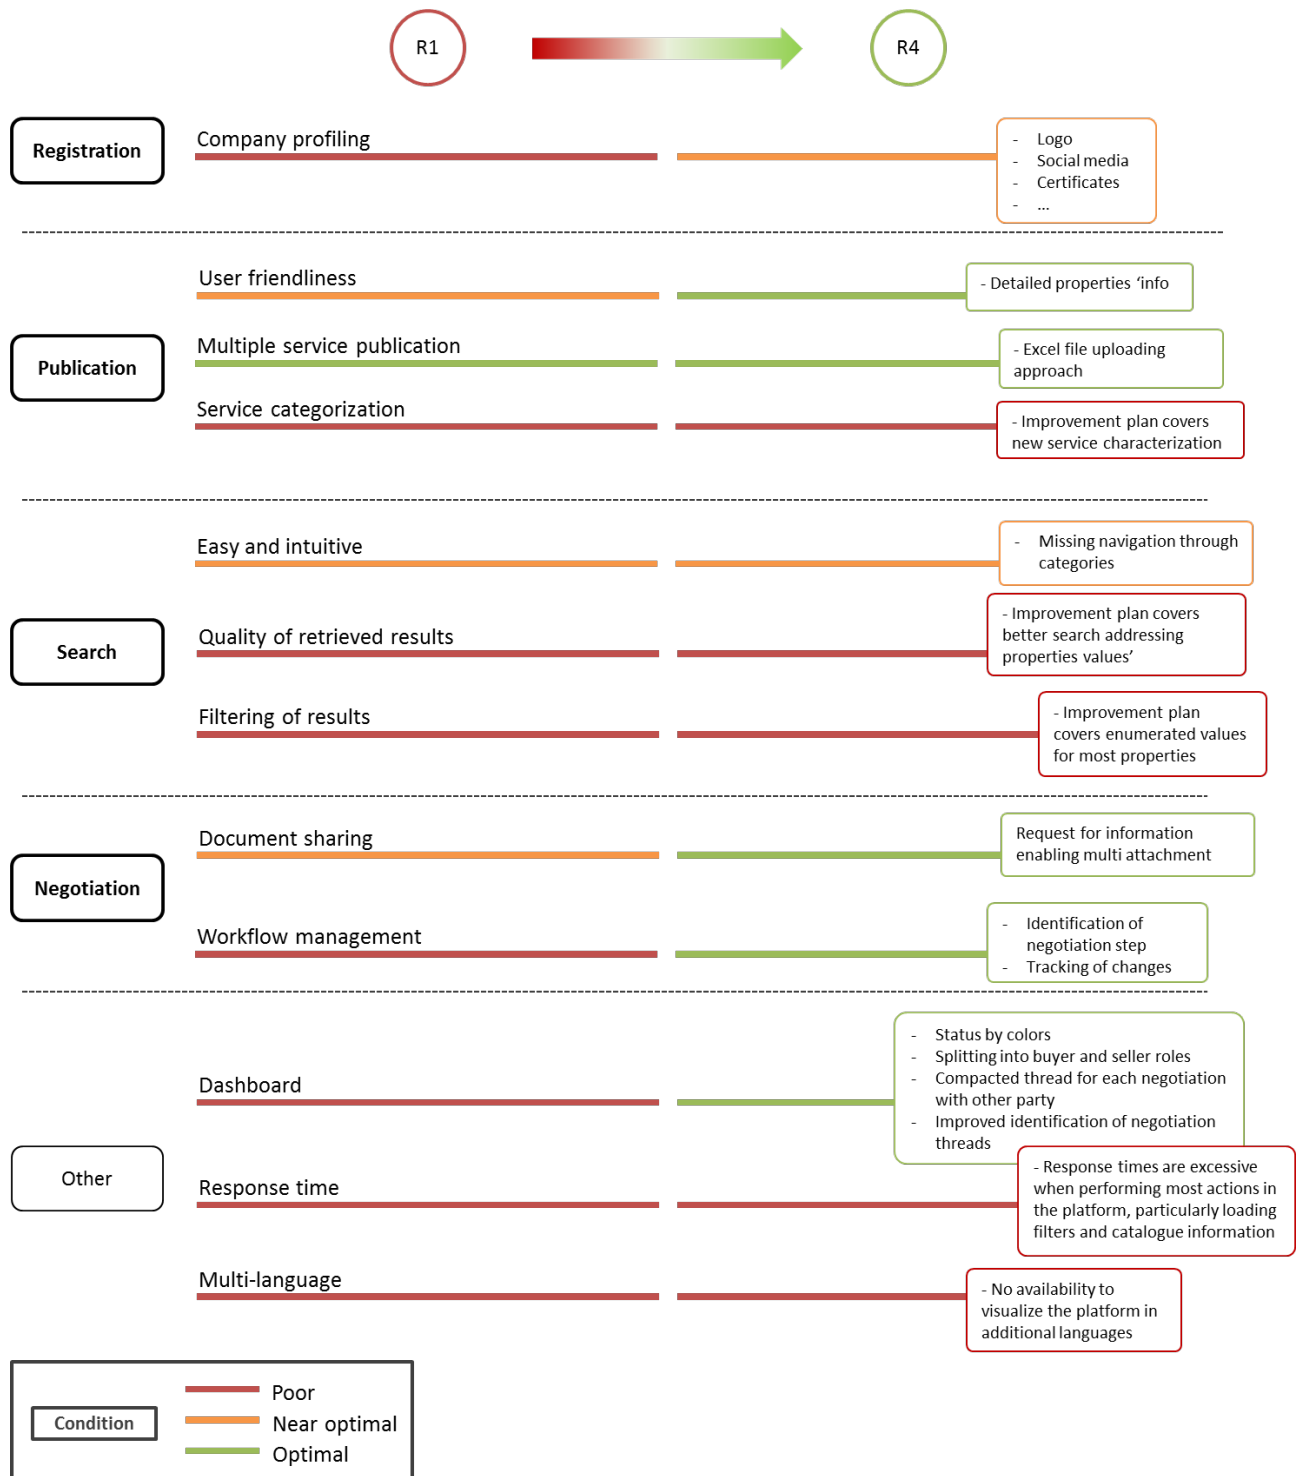 R1
R4
Registration
Company profiling
- Logo
- Social media
- Certificates
- ...
Publication
User friendliness
- Detailed properties ‘info
Multiple service publication
- Excel file uploading
approach
Service categorization
- Improvement plan covers
new service characterization
Search
Easy and intuitive
- Missing navigation through
categories
Quality of retrieved results
- Improvement plan covers
better search addressing
properties values’
Filtering of results
- Improvement plan
covers enumerated values
for most properties
Negotiation
Document sharing
Request for information
enabling multi attachment
Workflow management
- Identification of
negotiation step
- Tracking of changes
Other
Dashboard
- Status by colors
- Splitting into buyer and seller roles
- Compacted thread for each negotiation
with other party
- Improved identification of negotiation
threads
Response time
- Response times are excessive
when performing most actions in
the platform, particularly loading
filters and catalogue information
Multi-language
- No availability to
visualize the platform in
additional languages
Condition
Poor
Near optimal
Optimal